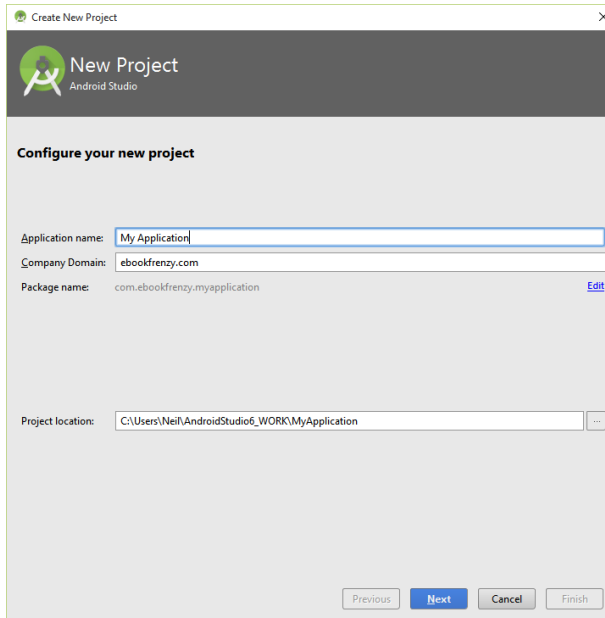 Create New Project
New Project
Android Studio
Configure your new project
Application name: My Application
Company Domain: ebookfrenzy.com
Package name: com.ebookfrenzy.myapplication Edit
Project location: C:\Users\Neil\AndroidStudio6_WORK\MyApplication ...
Previous Next Cancel Finish